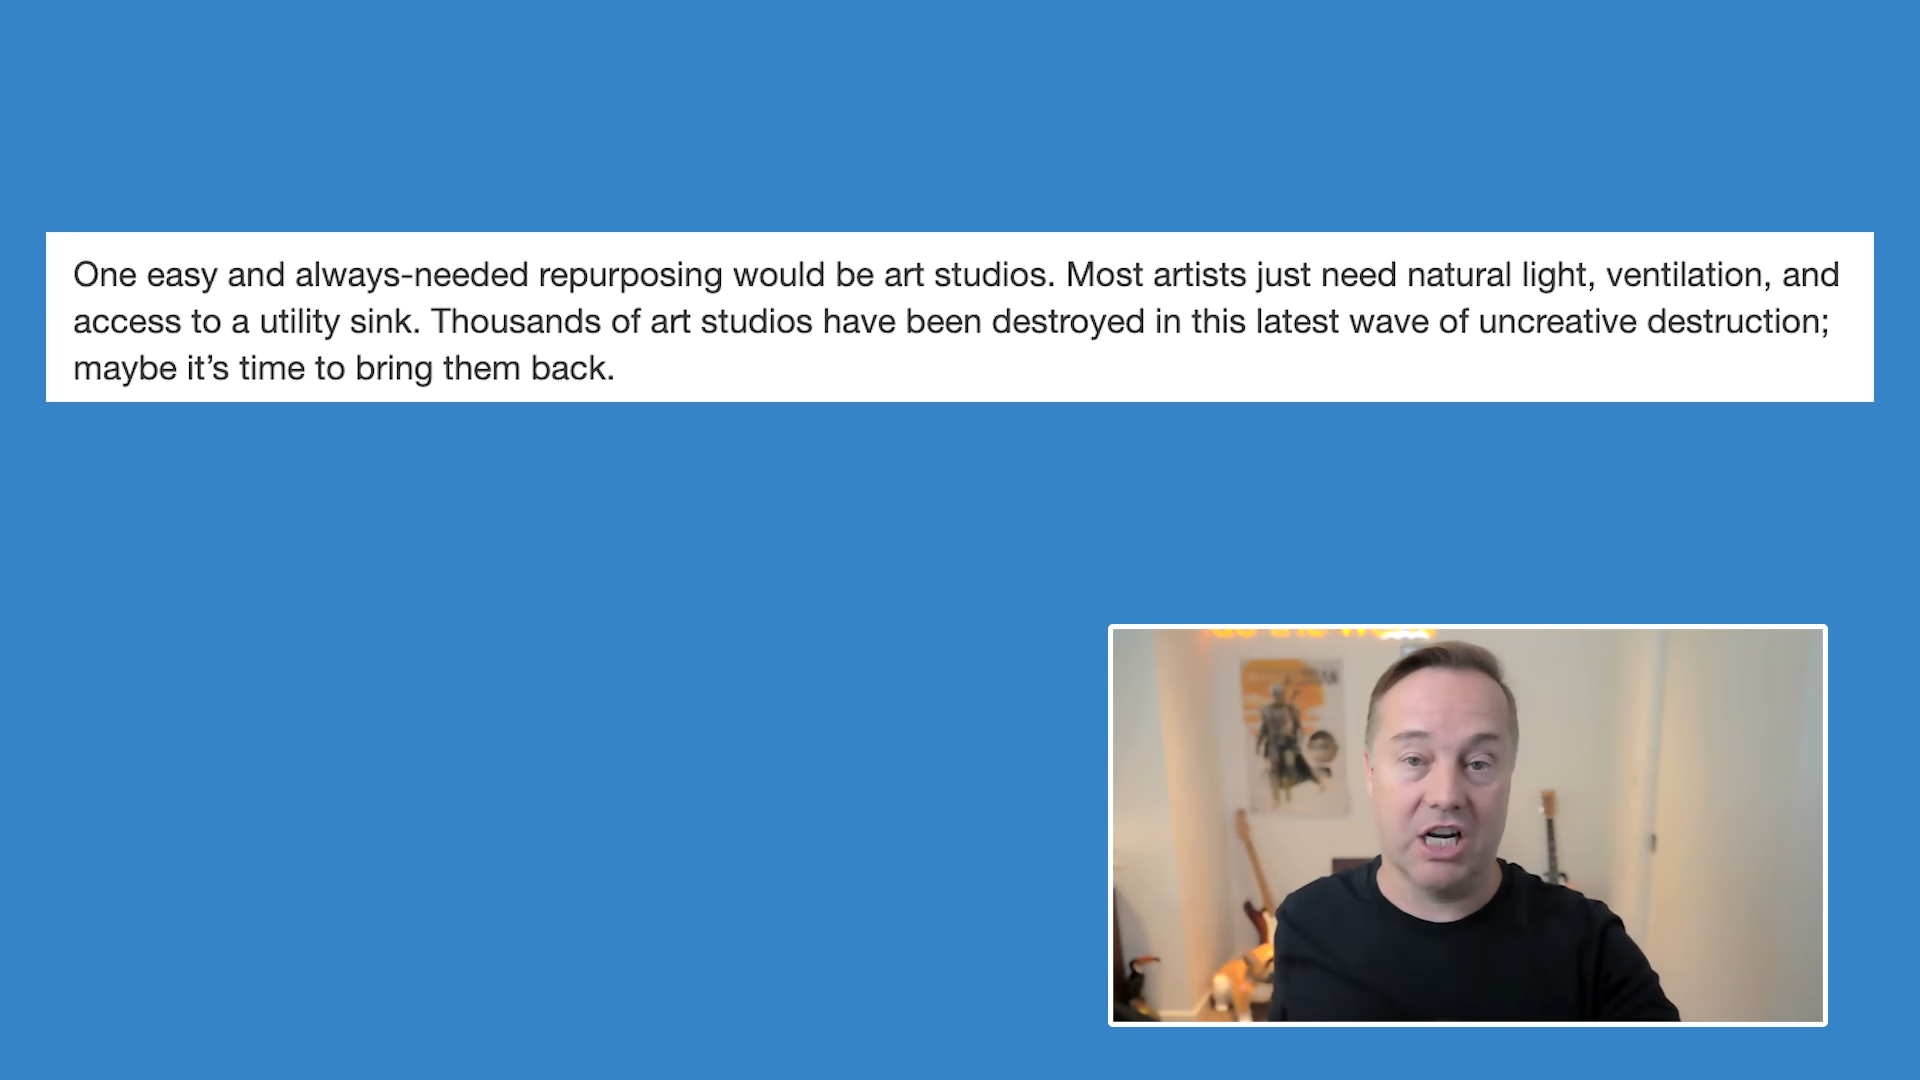 One easy and always-needed repurposing would be art studios. Most artists just need natural light, ventilation, and
access to a utility sink. Thousands of art studios have been destroyed in this latest wave of uncreative destruction;
maybe it’s time to bring them back.